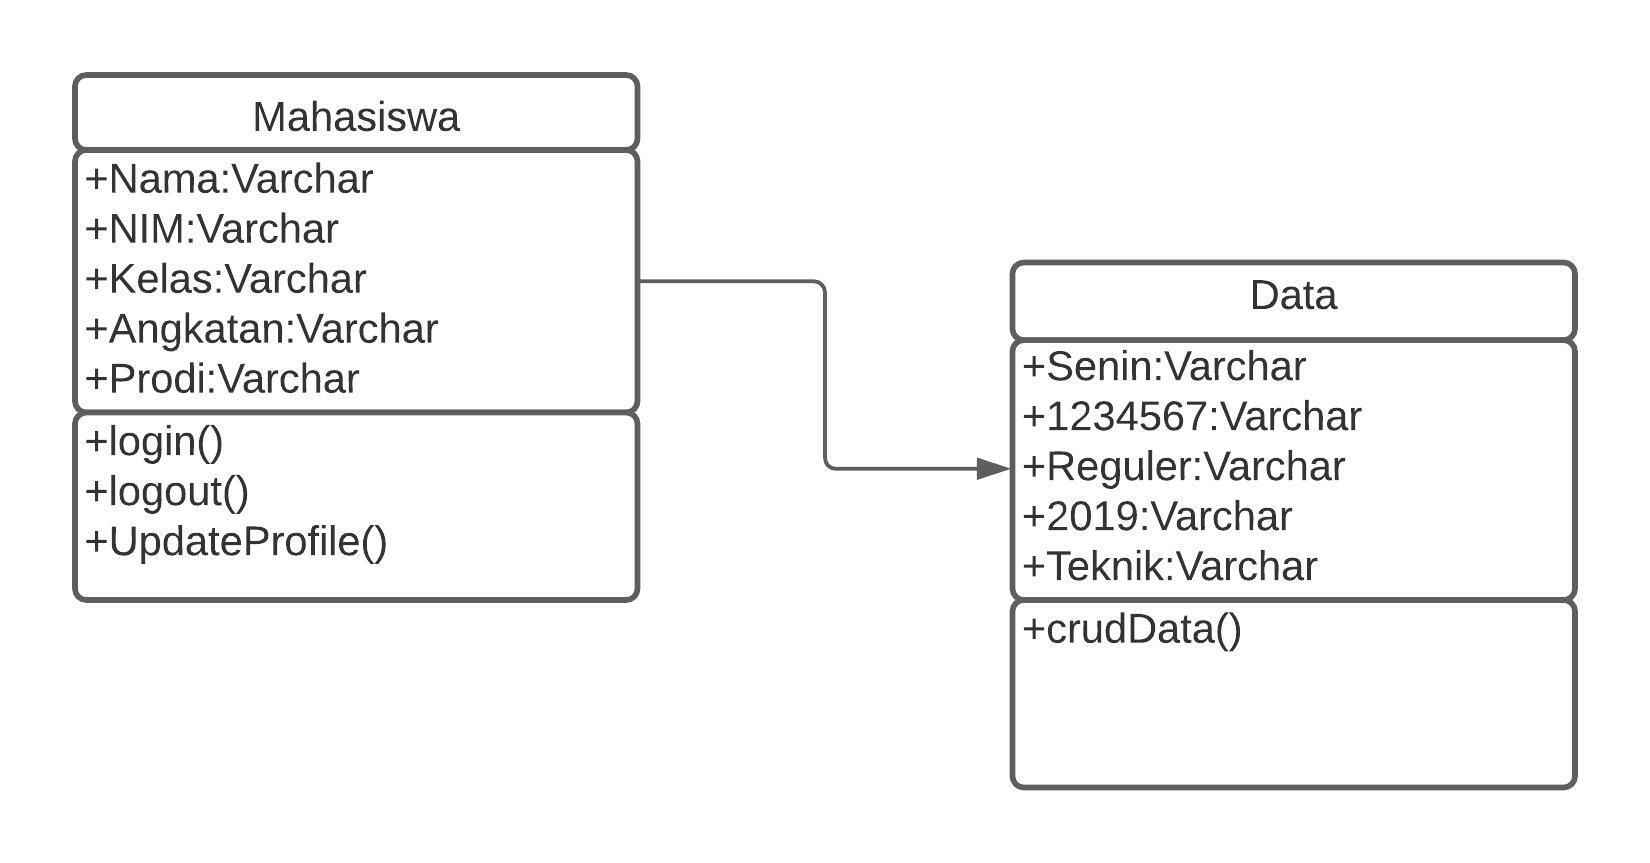 Mahasiswa
+Nama:Varchar
+NIM:Varchar
+Kelas:Varchar
+Angkatan:Varchar
+Prodi:Varchar
+login()
+logout()
+UpdateProfile()
Data
+Senin:Varchar
+1234567:Varchar
+Reguler:Varchar
+2019:Varchar
+Teknik:Varchar
+crudData()